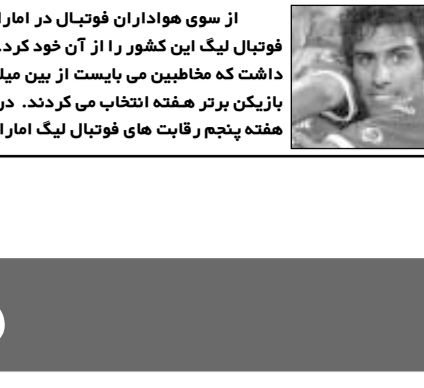 از سوی هواداران فوتبال در امارا
فوتبال لیگ این کشور را از آن خود کرد.
داشت که مخاطبین می بایست از بین میل
بازیکن برتر هفته انتخاب می کردند. در
هفته پنجم رقابت های فوتبال لیگ امارا